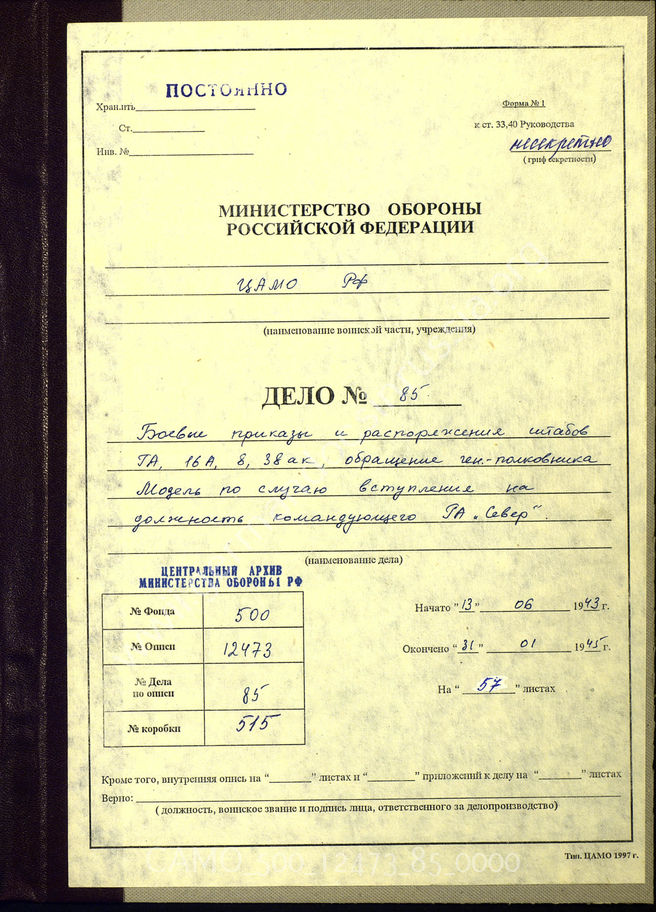 ПОСТОЯННО
Хранить
Форма № 1
Ст.
к ст. 33,40 Руководства
Инв. №
несекретно
( гриф секретности)
МИНИСТЕРСТВО ОБОРОНЫ
РОССИЙСКОЙ ФЕДЕРАЦИИ
ЦАМО РФ
(наименование воинской части, учреждения)
ДЕЛО № 85
Боевые приказы и распоряжения штабов
ГА, 16А, 8, 38 ак, обращение ген.-полковника
Модель по случаю вступления на
должность командующего ГА „Север".
(наименование дела)
ЦЕНТРАЛЬНЫЙ АРХИВ
МИНИСТЕРСТВА ОБОРОНЫ РФ
№ Фонда 500
№ Описи 12473
№ Дела
по описи 85
№ коробки 515
Начато "13" 06 1943 г.
Окончено "31" 01 1945 г.
На "57" листах
Кроме того, внутренняя опись на "      " листах и "      " приложений к делу на "      " листах
Верно:
( должность, воинское звание и подпись лица, ответственного за делопроизводство)
Тип. ЦАМО 1997 г.
CAMO_500_12473_85_0000